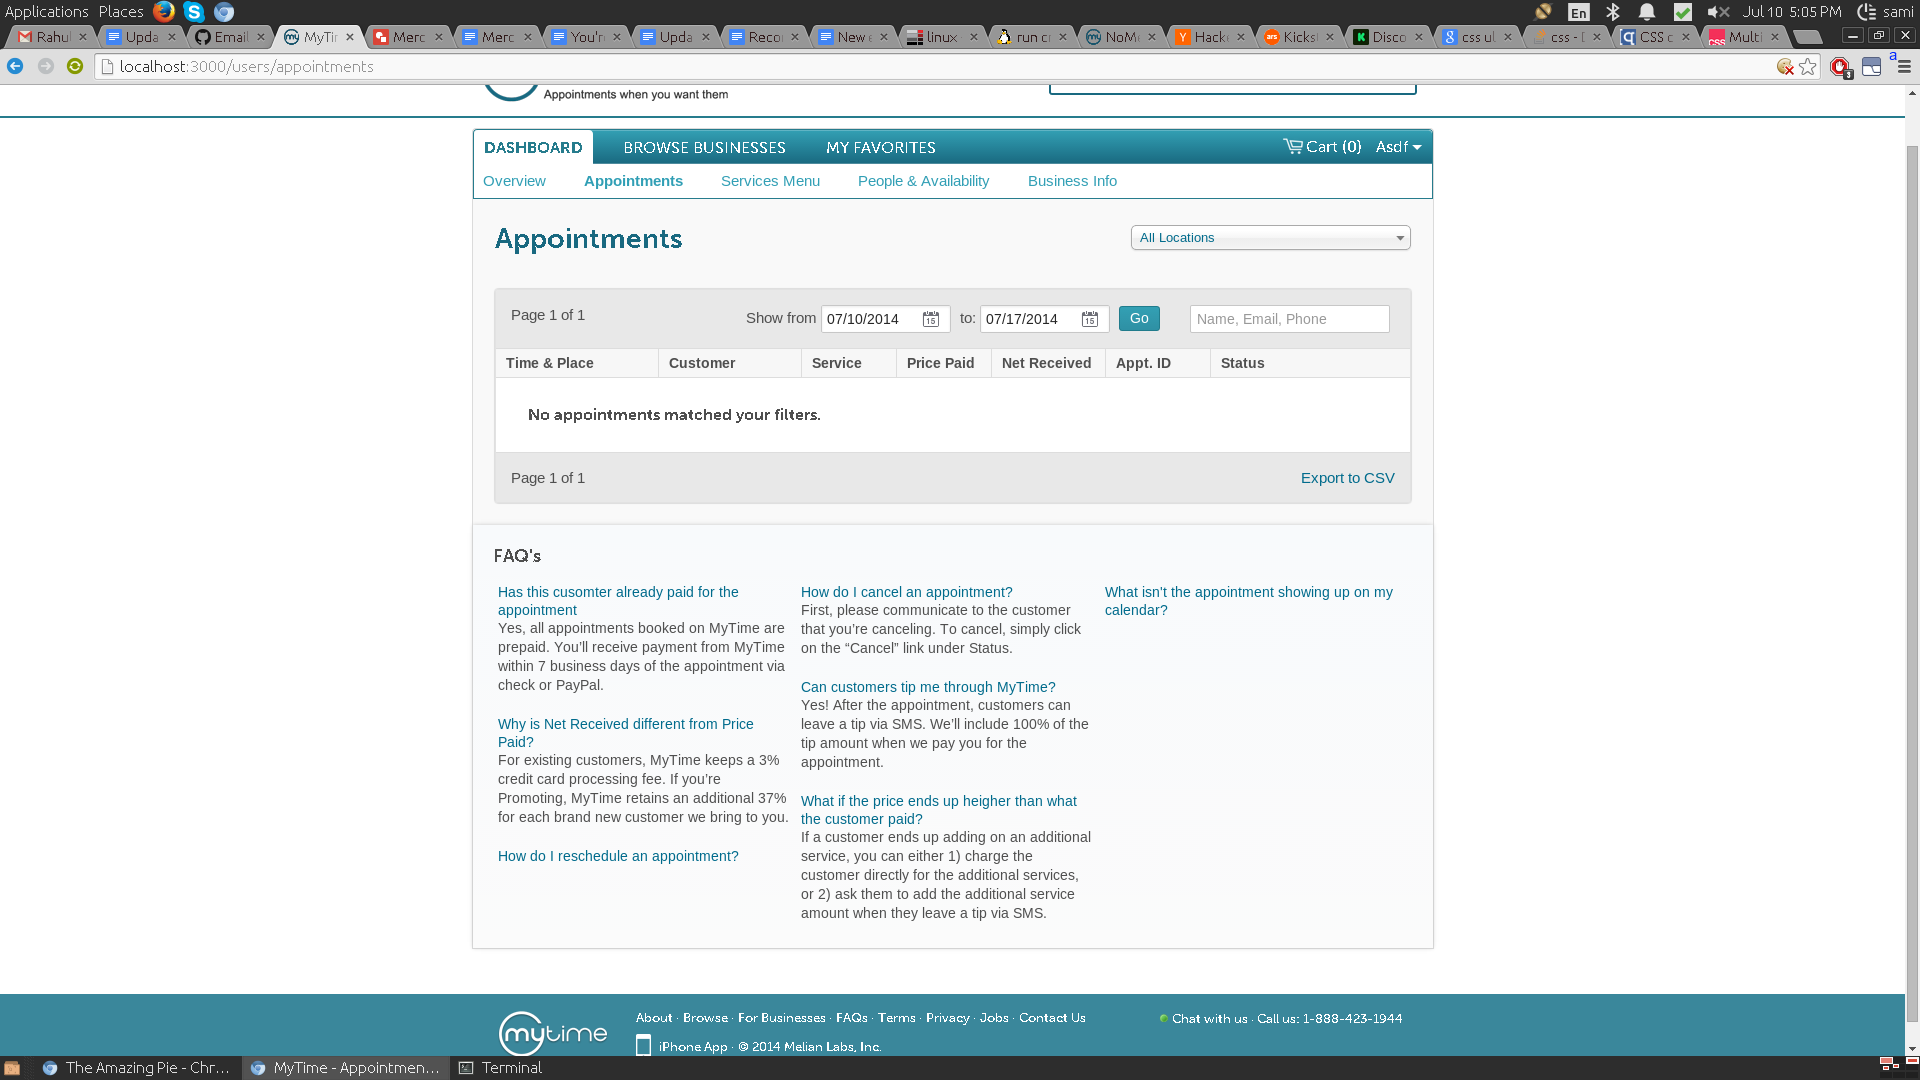 Applications Places En Jul 10 5:05 PM sami
Rahul Upda Email MyTir Merc Merc You're Upda Recor New e linux run cr NoMe Hacke Kickst Disco css ul css - D CSS c Multi
localhost:3000/users/appointments
Appointments when you want them
DASHBOARD BROWSE BUSINESSES MY FAVORITES Cart (0) Asdf
Overview Appointments Services Menu People & Availability Business Info
Appointments All Locations
Page 1 of 1 Show from 07/10/2014 to: 07/17/2014 Go Name, Email, Phone
Time & Place Customer Service Price Paid Net Received Appt. ID Status
No appointments matched your filters.
Page 1 of 1 Export to CSV
FAQ's
Has this cusomter already paid for the
appointment
Yes, all appointments booked on MyTime are
prepaid. You’ll receive payment from MyTime
within 7 business days of the appointment via
check or PayPal.
Why is Net Received different from Price
Paid?
For existing customers, MyTime keeps a 3%
credit card processing fee. If you’re
Promoting, MyTime retains an additional 37%
for each brand new customer we bring to you.
How do I reschedule an appointment?
How do I cancel an appointment?
First, please communicate to the customer
that you’re canceling. To cancel, simply click
on the “Cancel” link under Status.
Can customers tip me through MyTime?
Yes! After the appointment, customers can
leave a tip via SMS. We’ll include 100% of the
tip amount when we pay you for the
appointment.
What if the price ends up heigher than what
the customer paid?
If a customer ends up adding on an additional
service, you can either 1) charge the
customer directly for the additional services,
or 2) ask them to add the additional service
amount when they leave a tip via SMS.
What isn't the appointment showing up on my
calendar?
mytime
About · Browse · For Businesses · FAQs · Terms · Privacy · Jobs · Contact Us
iPhone App · © 2014 Melian Labs, Inc.
Chat with us · Call us: 1-888-423-1944
The Amazing Pie - Chr... MyTime - Appointmen... Terminal